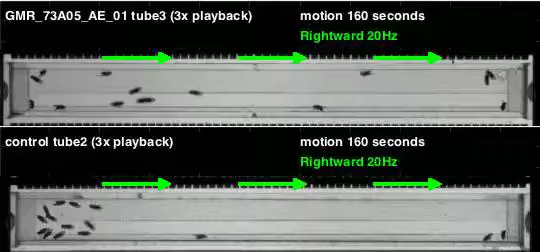 GMR_73A05_AE_01 tube3 (3x playback) motion 160 seconds
Rightward 20Hz
control tube2 (3x playback) motion 160 seconds
Rightward 20Hz